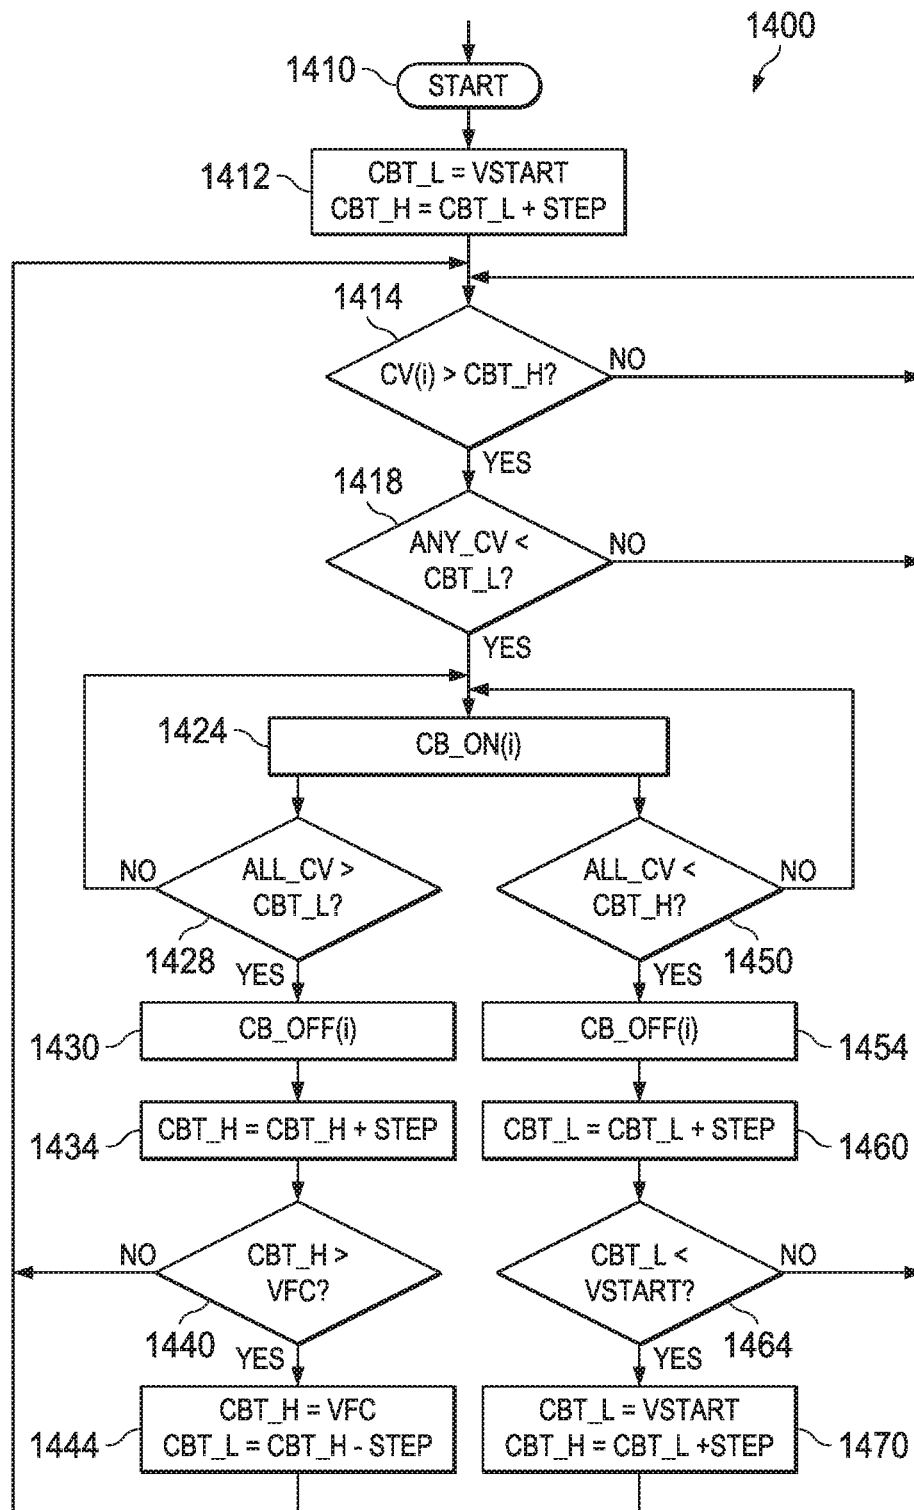 1400
1410
START
1412
CBT_L = VSTART
CBT_H = CBT_L + STEP
1414
CV(i) > CBT_H?
NO
YES
1418
ANY_CV <
CBT_L?
NO
YES
1424
CB_ON(i)
NO
ALL_CV >
CBT_L?
1428
YES
ALL_CV <
CBT_H?
NO
1450
YES
1430
CB_OFF(i)
CB_OFF(i)
1454
1434
CBT_H = CBT_H + STEP
CBT_L = CBT_L + STEP
1460
NO
CBT_H >
VFC?
1440
YES
CBT_L <
VSTART?
NO
1464
YES
1444
CBT_H = VFC
CBT_L = CBT_H - STEP
CBT_L = VSTART
CBT_H = CBT_L +STEP
1470